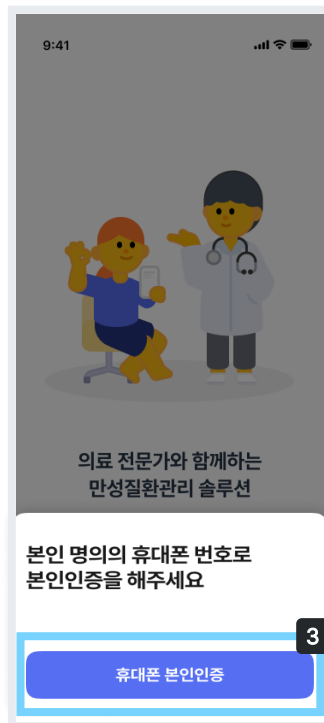 9:41
의료 전문가와 함께하는
만성질환관리 솔루션
본인 명의의 휴대폰 번호로
본인인증을 해주세요
3
휴대폰 본인인증